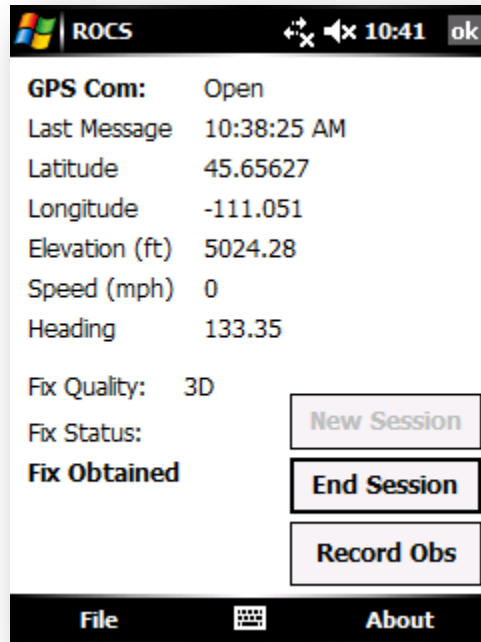 ROCS 10:41 ok
GPS Com: Open
Last Message 10:38:25 AM
Latitude 45.65627
Longitude -111.051
Elevation (ft) 5024.28
Speed (mph) 0
Heading 133.35
Fix Quality: 3D
Fix Status:
Fix Obtained
New Session
End Session
Record Obs
File About